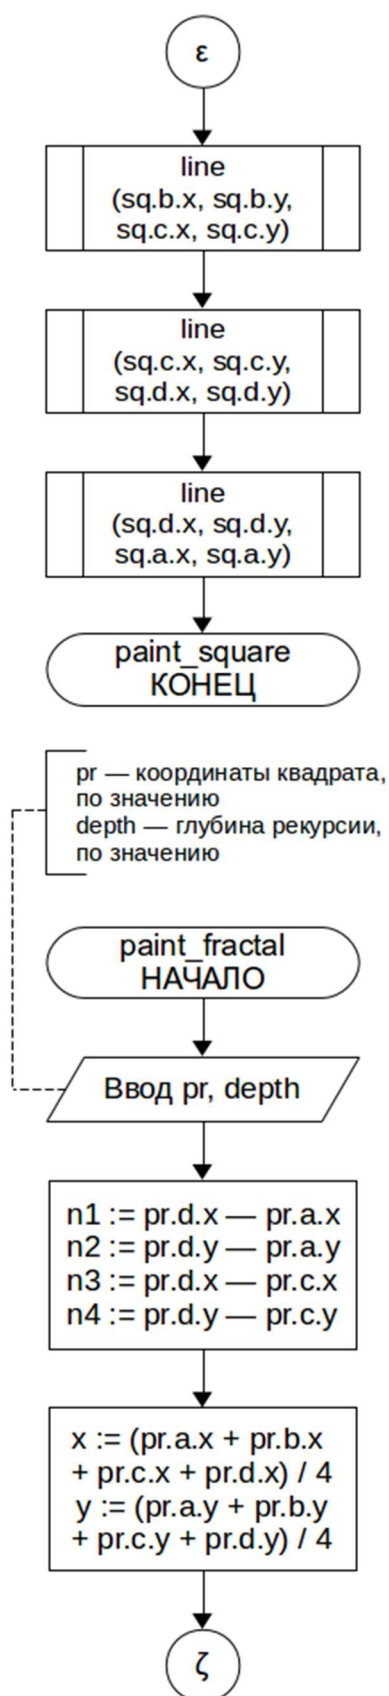 ε
line
(sq.b.x, sq.b.y,
sq.c.x, sq.c.y)
line
(sq.c.x, sq.c.y,
sq.d.x, sq.d.y)
line
(sq.d.x, sq.d.y,
sq.a.x, sq.a.y)
paint_square
КОНЕЦ
pr — координаты квадрата,
по значению
depth — глубина рекурсии,
по значению
paint_fractal
НАЧАЛО
Ввод pr, depth
n1 := pr.d.x — pr.a.x
n2 := pr.d.y — pr.a.y
n3 := pr.d.x — pr.c.x
n4 := pr.d.y — pr.c.y
x := (pr.a.x + pr.b.x
+ pr.c.x + pr.d.x) / 4
y := (pr.a.y + pr.b.y
+ pr.c.y + pr.d.y) / 4
ζ